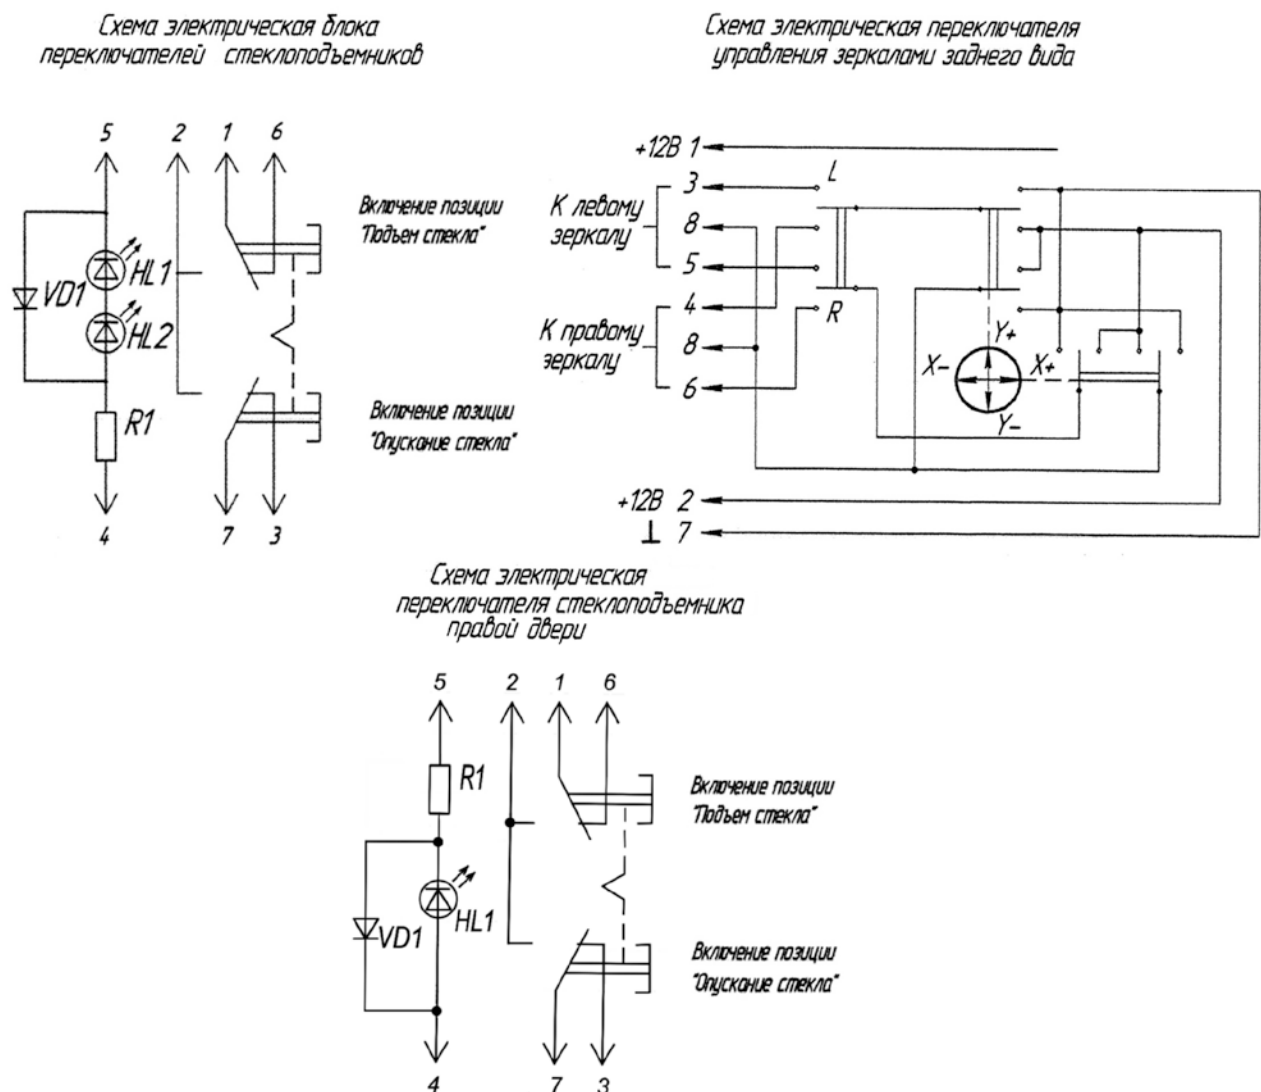 Схема электрическая блока
переключателей стеклоподъемников
5 2 1 6
Включение позиции
"Подъем стекла"
HL1
VD1
HL2
R1
Включение позиции
"Опускание стекла"
4 7 3
Схема электрическая переключателя
управления зеркалами заднего вида
+12В 1
L
3
К левому
зеркалу
8
5
4
R
К правому
зеркалу
8
6
Y+
X- X+
Y-
+12В 2
⊥ 7
Схема электрическая
переключателя стеклоподъемника
правой двери
5 2 1 6
R1
Включение позиции
"Подъем стекла"
HL1
VD1
Включение позиции
"Опускание стекла"
4 7 3